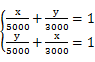 x/5000 + y/3000 = 1
y/5000 + x/3000 = 1